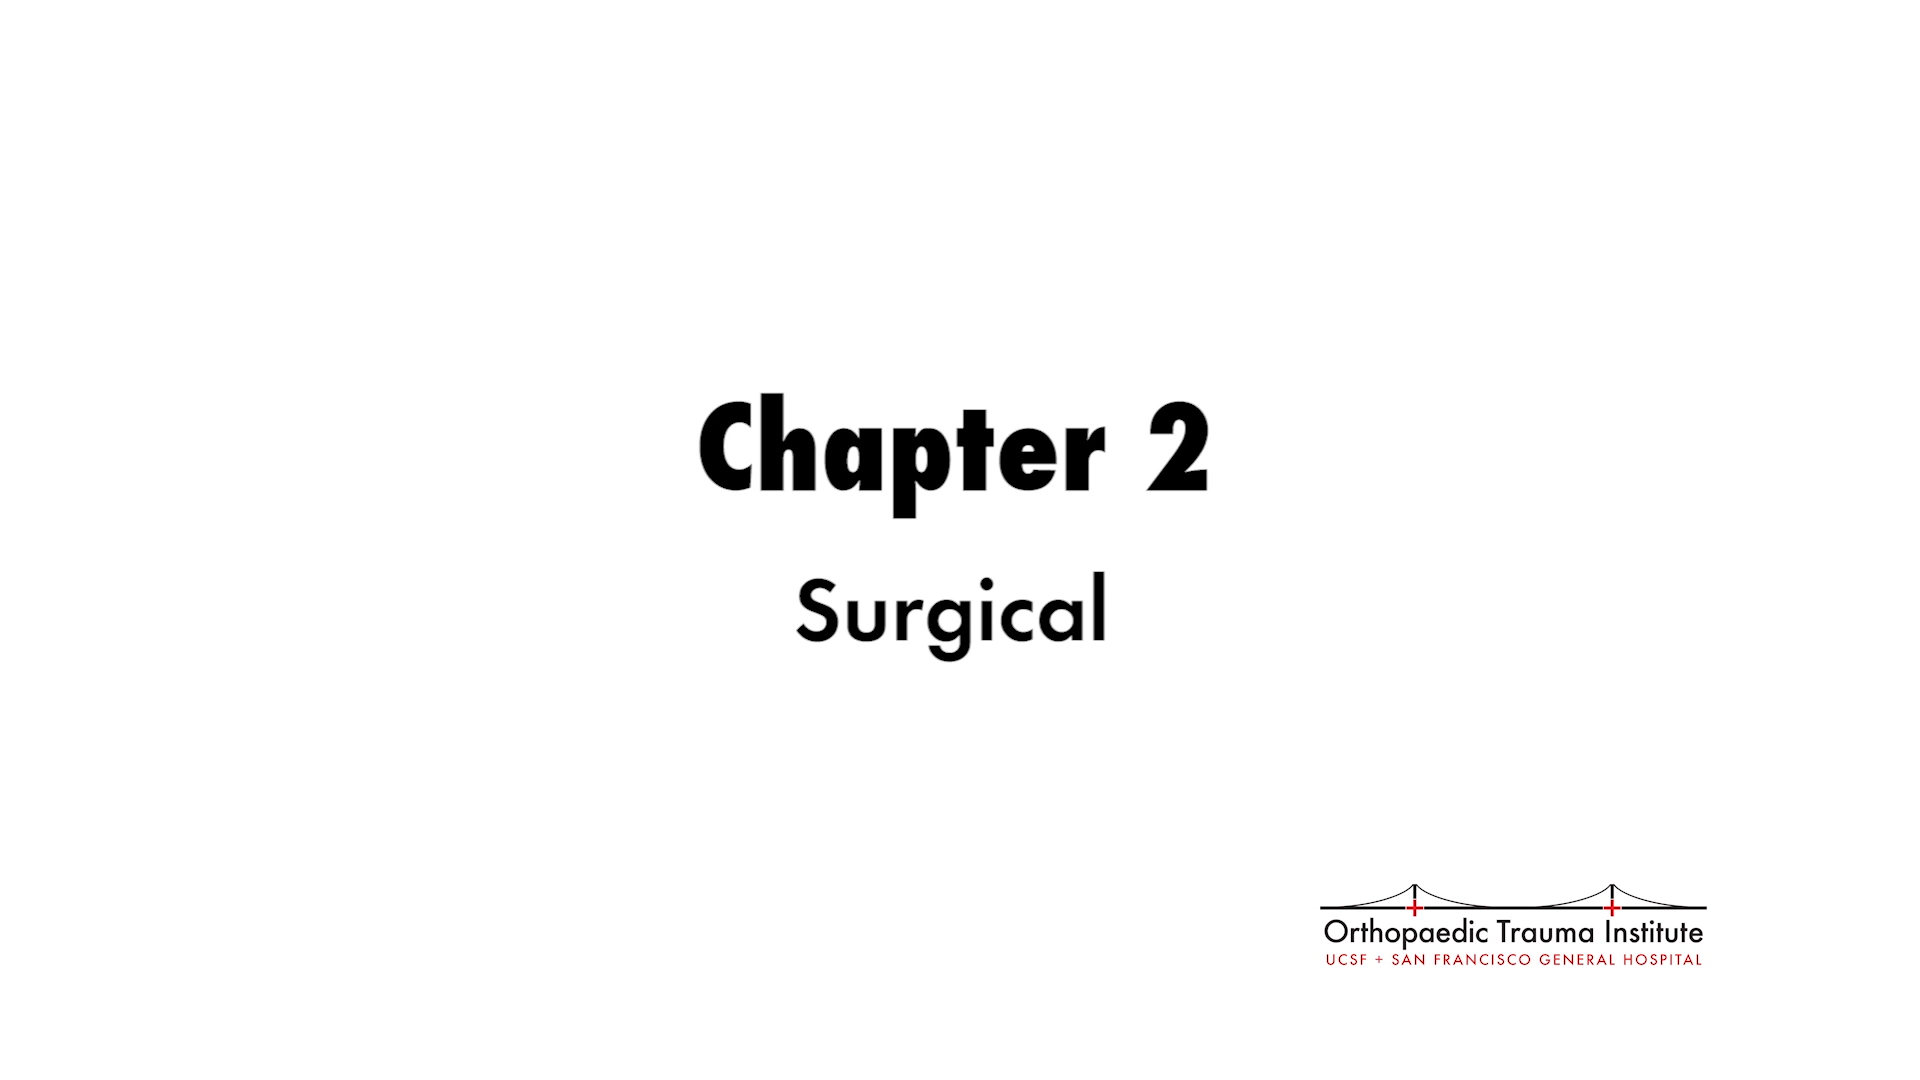 Chapter 2
Surgical
Orthopaedic Trauma Institute
UCSF + SAN FRANCISCO GENERAL HOSPITAL